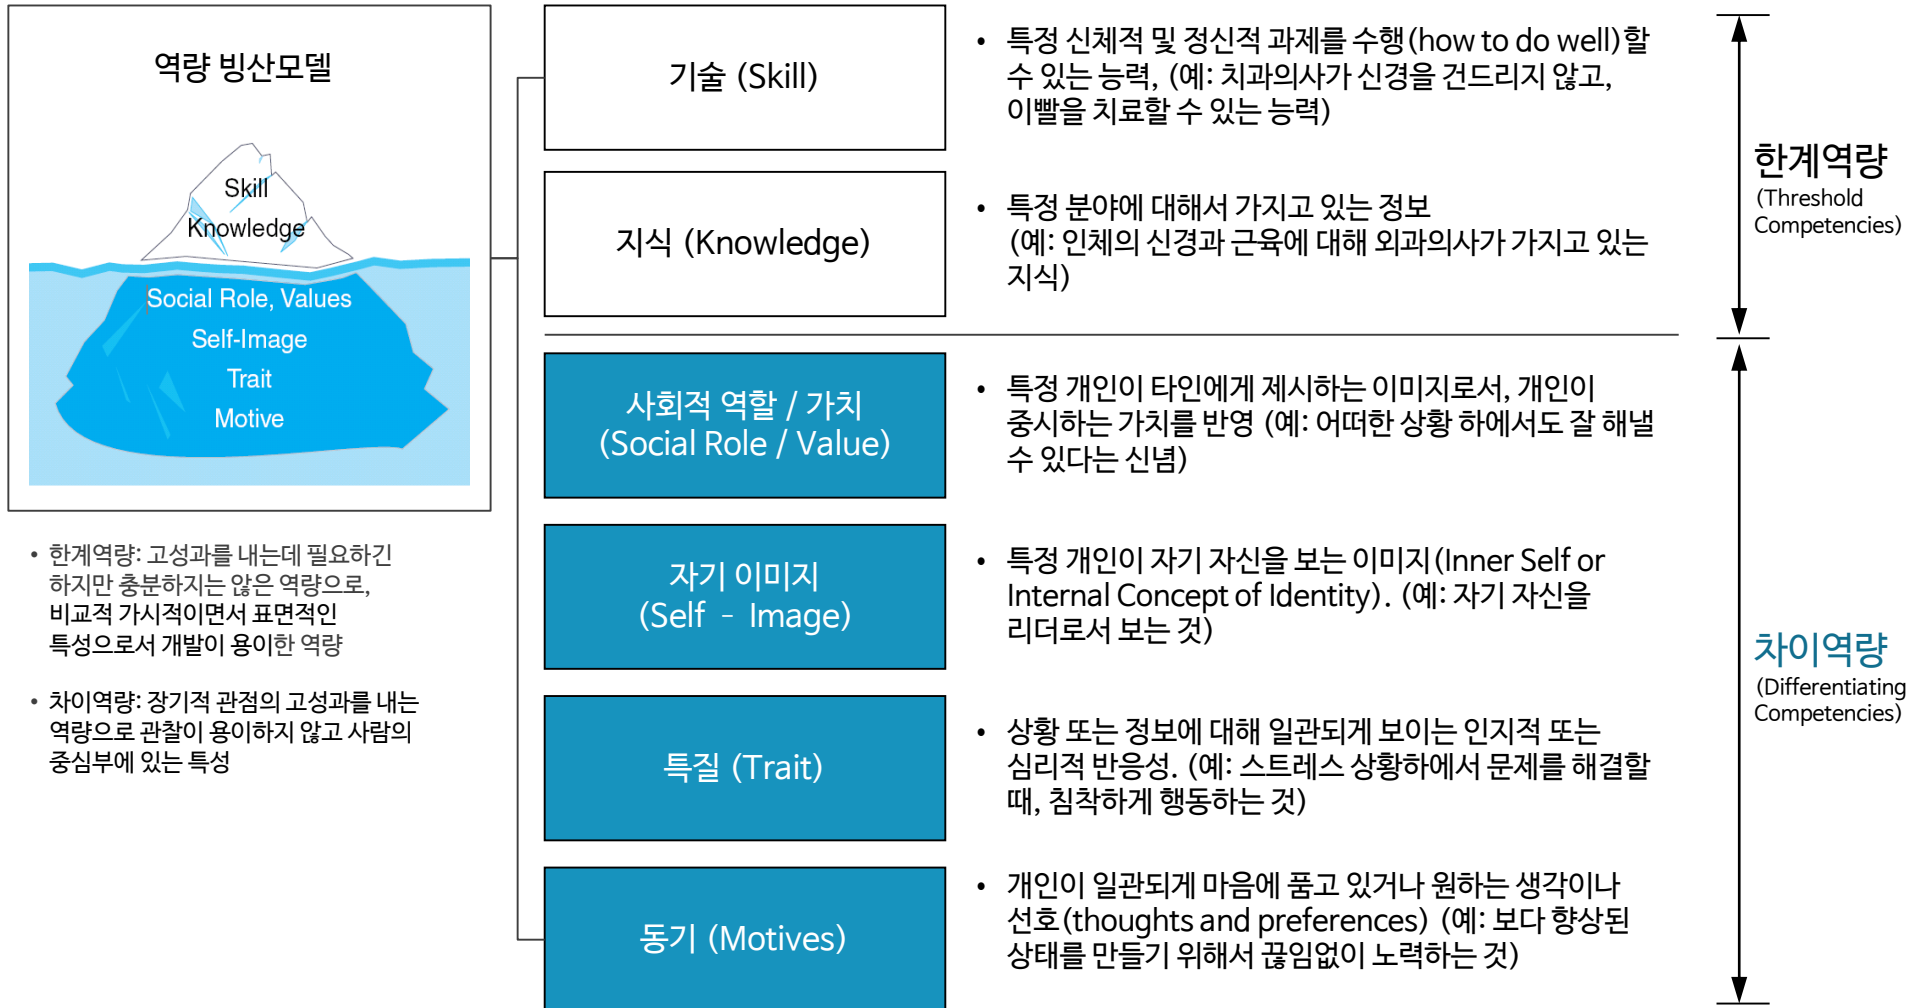 역량 빙산모델
Skill
Knowledge
Social Role, Values
Self-Image
Trait
Motive
• 한계역량: 고성과를 내는데 필요하긴
하지만 충분하지는 않은 역량으로,
비교적 가시적이면서 표면적인
특성으로서 개발이 용이한 역량
• 차이역량: 장기적 관점의 고성과를 내는
역량으로 관찰이 용이하지 않고 사람의
중심부에 있는 특성
기술 (Skill)
• 특정 신체적 및 정신적 과제를 수행(how to do well)할
수 있는 능력, (예: 치과의사가 신경을 건드리지 않고,
이빨을 치료할 수 있는 능력)
지식 (Knowledge)
• 특정 분야에 대해서 가지고 있는 정보
(예: 인체의 신경과 근육에 대해 외과의사가 가지고 있는
지식)
한계역량
(Threshold
Competencies)
사회적 역할 / 가치
(Social Role / Value)
• 특정 개인이 타인에게 제시하는 이미지로서, 개인이
중시하는 가치를 반영 (예: 어떠한 상황 하에서도 잘 해낼
수 있다는 신념)
자기 이미지
(Self – Image)
• 특정 개인이 자기 자신을 보는 이미지(Inner Self or
Internal Concept of Identity). (예: 자기 자신을
리더로서 보는 것)
특질 (Trait)
• 상황 또는 정보에 대해 일관되게 보이는 인지적 또는
심리적 반응성. (예: 스트레스 상황하에서 문제를 해결할
때, 침착하게 행동하는 것)
동기 (Motives)
• 개인이 일관되게 마음에 품고 있거나 원하는 생각이나
선호(thoughts and preferences) (예: 보다 향상된
상태를 만들기 위해서 끊임없이 노력하는 것)
차이역량
(Differentiating
Competencies)